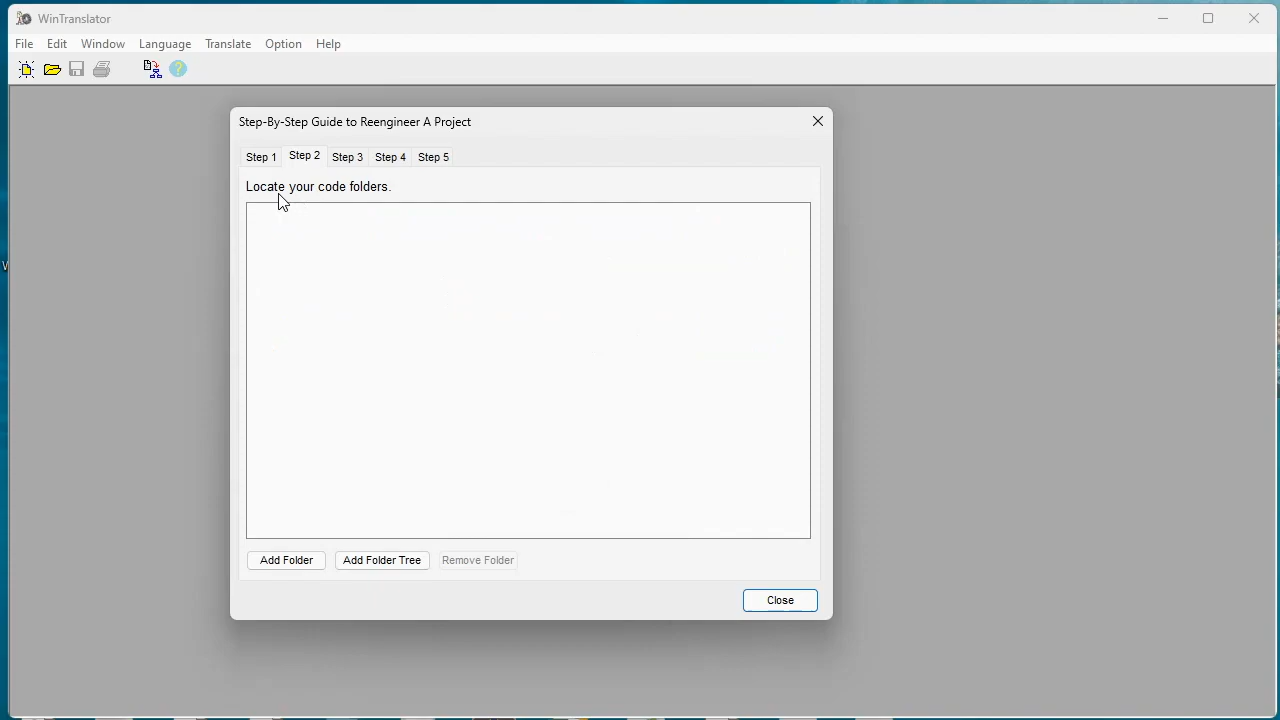 WinTranslator
File Edit Window Language Translate Option Help
Step-By-Step Guide to Reengineer A Project
Step 1 Step 2 Step 3 Step 4 Step 5
Locate your code folders.
Add Folder Add Folder Tree Remove Folder
Close